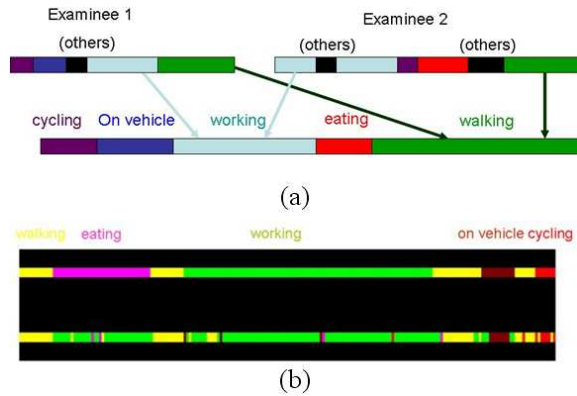 Examinee 1
Examinee 2
(others)
(others)
(others)
cycling On vehicle working eating walking
(a)
walking eating working on vehicle cycling
(b)